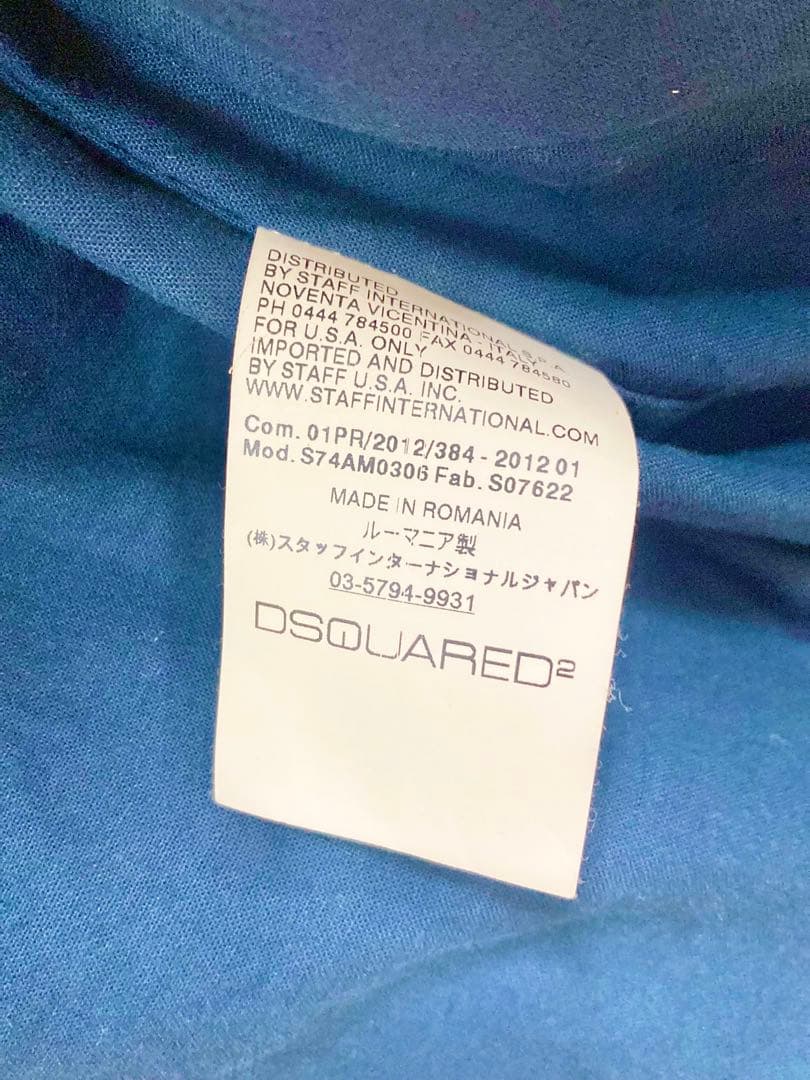 DISTRIBUTED
BY STAFF INTERNATIONAL S.P.A.
NOVENTA VICENTINA - ITALY
PH 0444 784500 FAX 0444 784580
FOR U.S.A. ONLY
IMPORTED AND DISTRIBUTED
BY STAFF U.S.A. INC.
WWW.STAFFINTERNATIONAL.COM
Com. 01PR/2012/384 - 2012 01
Mod. S74AM0306 Fab. S07622
MADE IN ROMANIA
ルーマニア製
(株)スタッフインターナショナルジャパン
03-5794-9931
DSQUARED2